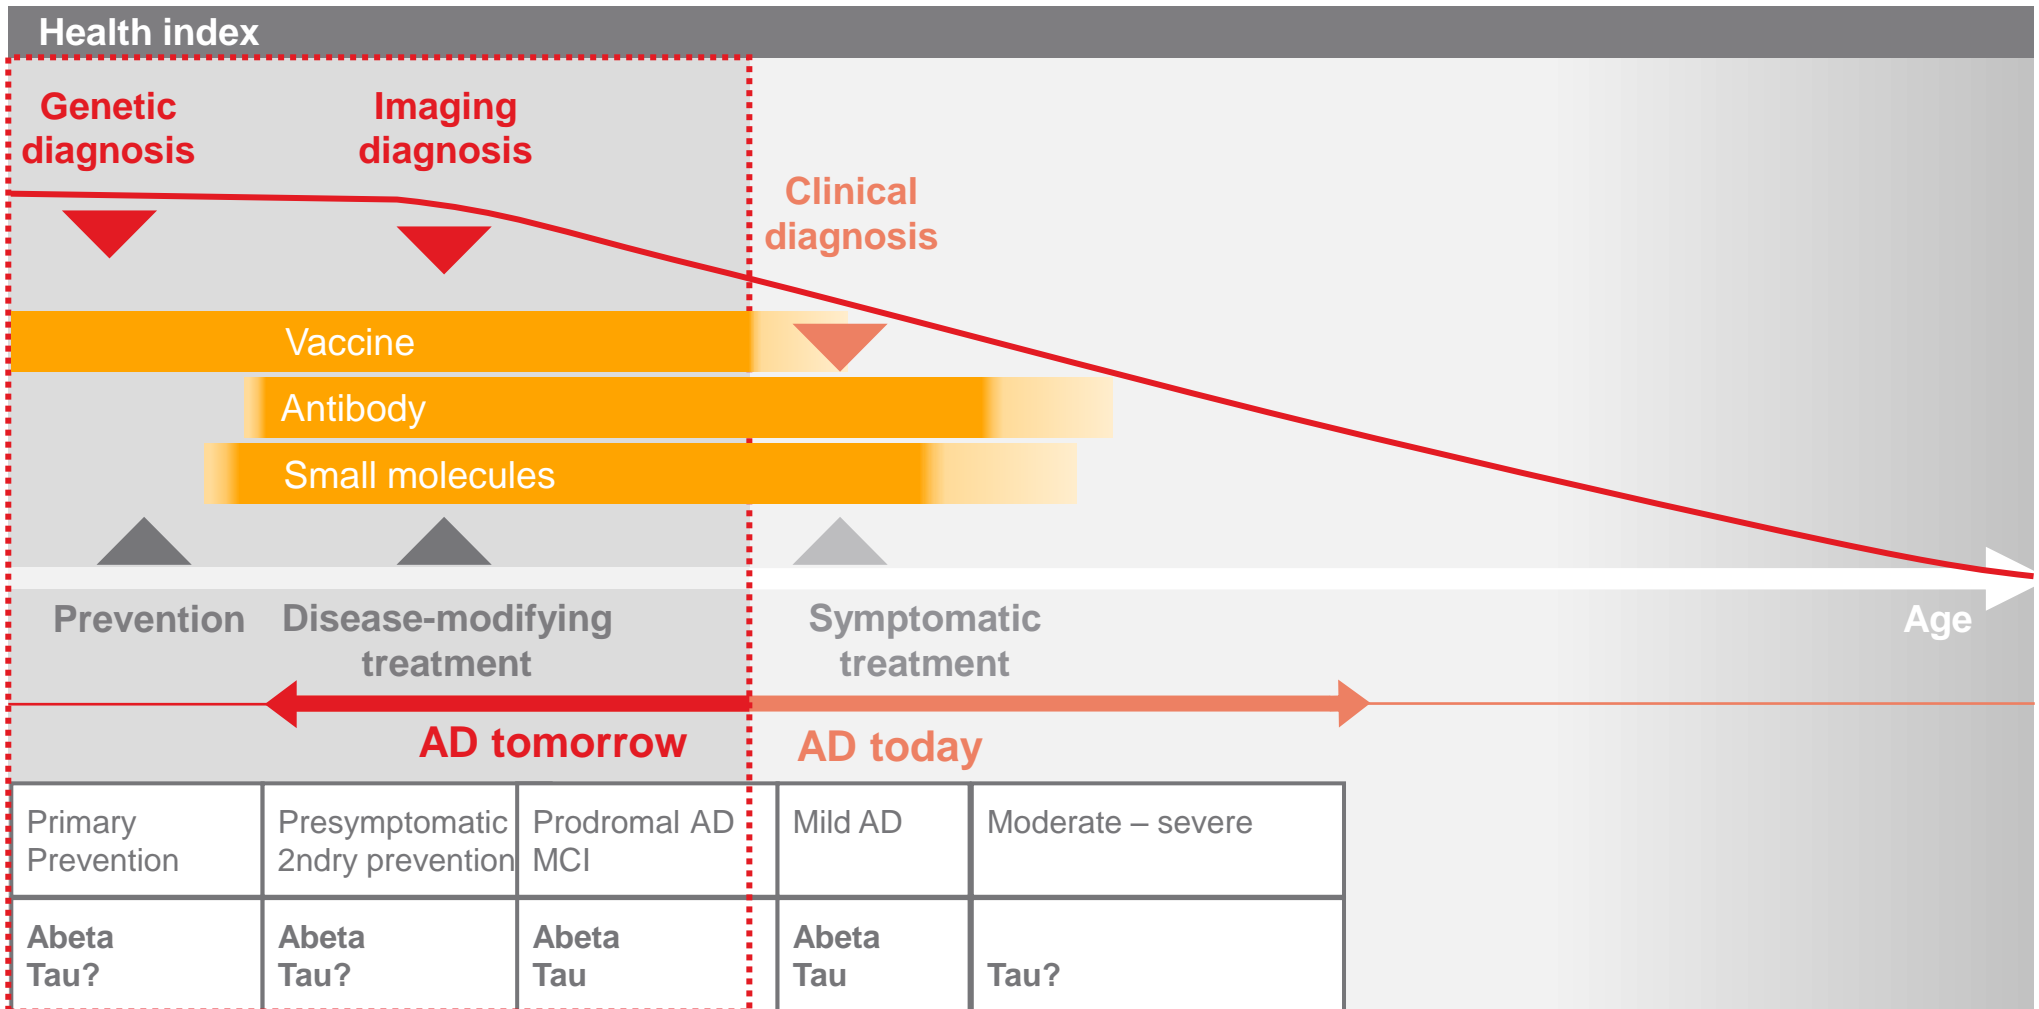 Health index
Genetic
diagnosis
Imaging
diagnosis
Clinical
diagnosis
Vaccine
Antibody
Small molecules
Prevention
Disease-modifying
treatment
Symptomatic
treatment
Age
AD tomorrow
AD today
Primary
Prevention
Presymptomatic
2ndry prevention
Prodromal AD
MCI
Mild AD
Moderate – severe
Abeta
Tau?
Abeta
Tau?
Abeta
Tau
Abeta
Tau
Tau?